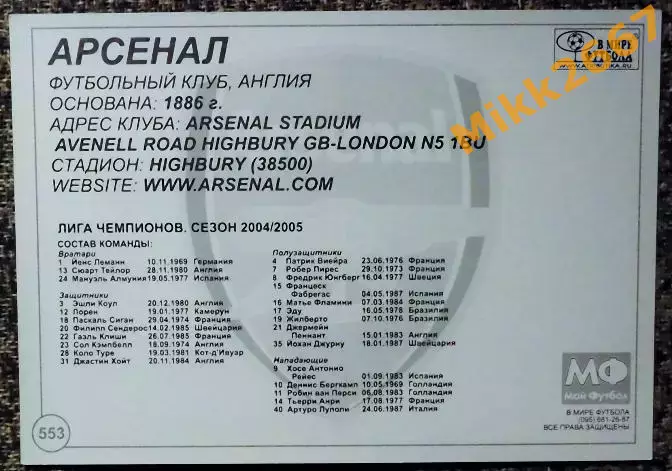 АРСЕНАЛ
ФУТБОЛЬНЫЙ КЛУБ, АНГЛИЯ
ОСНОВАНА: 1886 г.
АДРЕС КЛУБА: ARSENAL STADIUM
AVENELL ROAD HIGHBURY GB-LONDON N5 1BU
СТАДИОН: HIGHBURY (38500)
WEBSITE: WWW.ARSENAL.COM
В МИРЕ
ФУТБОЛА
Mikk2667
ЛИГА ЧЕМПИОНОВ. СЕЗОН 2004/2005
СОСТАВ КОМАНДЫ:
Вратари
1 Йенс Леманн 10.11.1969 Германия
13 Стюарт Тейлор 28.11.1980 Англия
24 Мануэль Алмуния 19.05.1977 Испания
Защитники
3 Эшли Коул 20.12.1980 Англия
12 Лорен 19.01.1977 Камерун
18 Паскаль Сиган 29.04.1974 Франция
20 Филипп Сендерос 14.02.1985 Швейцария
22 Гаэль Клиши 26.07.1985 Франция
23 Сол Кэмпбелл 18.09.1974 Англия
28 Коло Туре 19.03.1981 Кот-д'Ивуар
31 Джастин Хойт 20.11.1984 Англия
Полузащитники
4 Патрик Виейра 23.06.1976 Франция
7 Робер Пирес 29.10.1973 Франция
8 Фредрик Юнгберг 16.04.1977 Швеция
15 Франческ
Фабрегас 04.05.1987 Испания
16 Матье Фламини 07.03.1984 Франция
17 Эду 16.05.1978 Бразилия
19 Жилберто 07.10.1976 Бразилия
21 Джермейн
Пеннант 15.01.1983 Англия
35 Йохан Джуру 18.01.1987 Швейцария
Нападающие
9 Хосе Антонио
Рейес 01.09.1983 Испания
10 Деннис Бергкамп 10.05.1969 Голландия
11 Робин ван Перси 06.08.1983 Голландия
14 Тьерри Анри 17.08.1977 Франция
40 Артуро Луполи 24.06.1987 Италия
МФ
Мой Футбол
В МИРЕ ФУТБОЛА
(095) 681-26-87
ВСЕ ПРАВА ЗАЩИЩЕНЫ
553